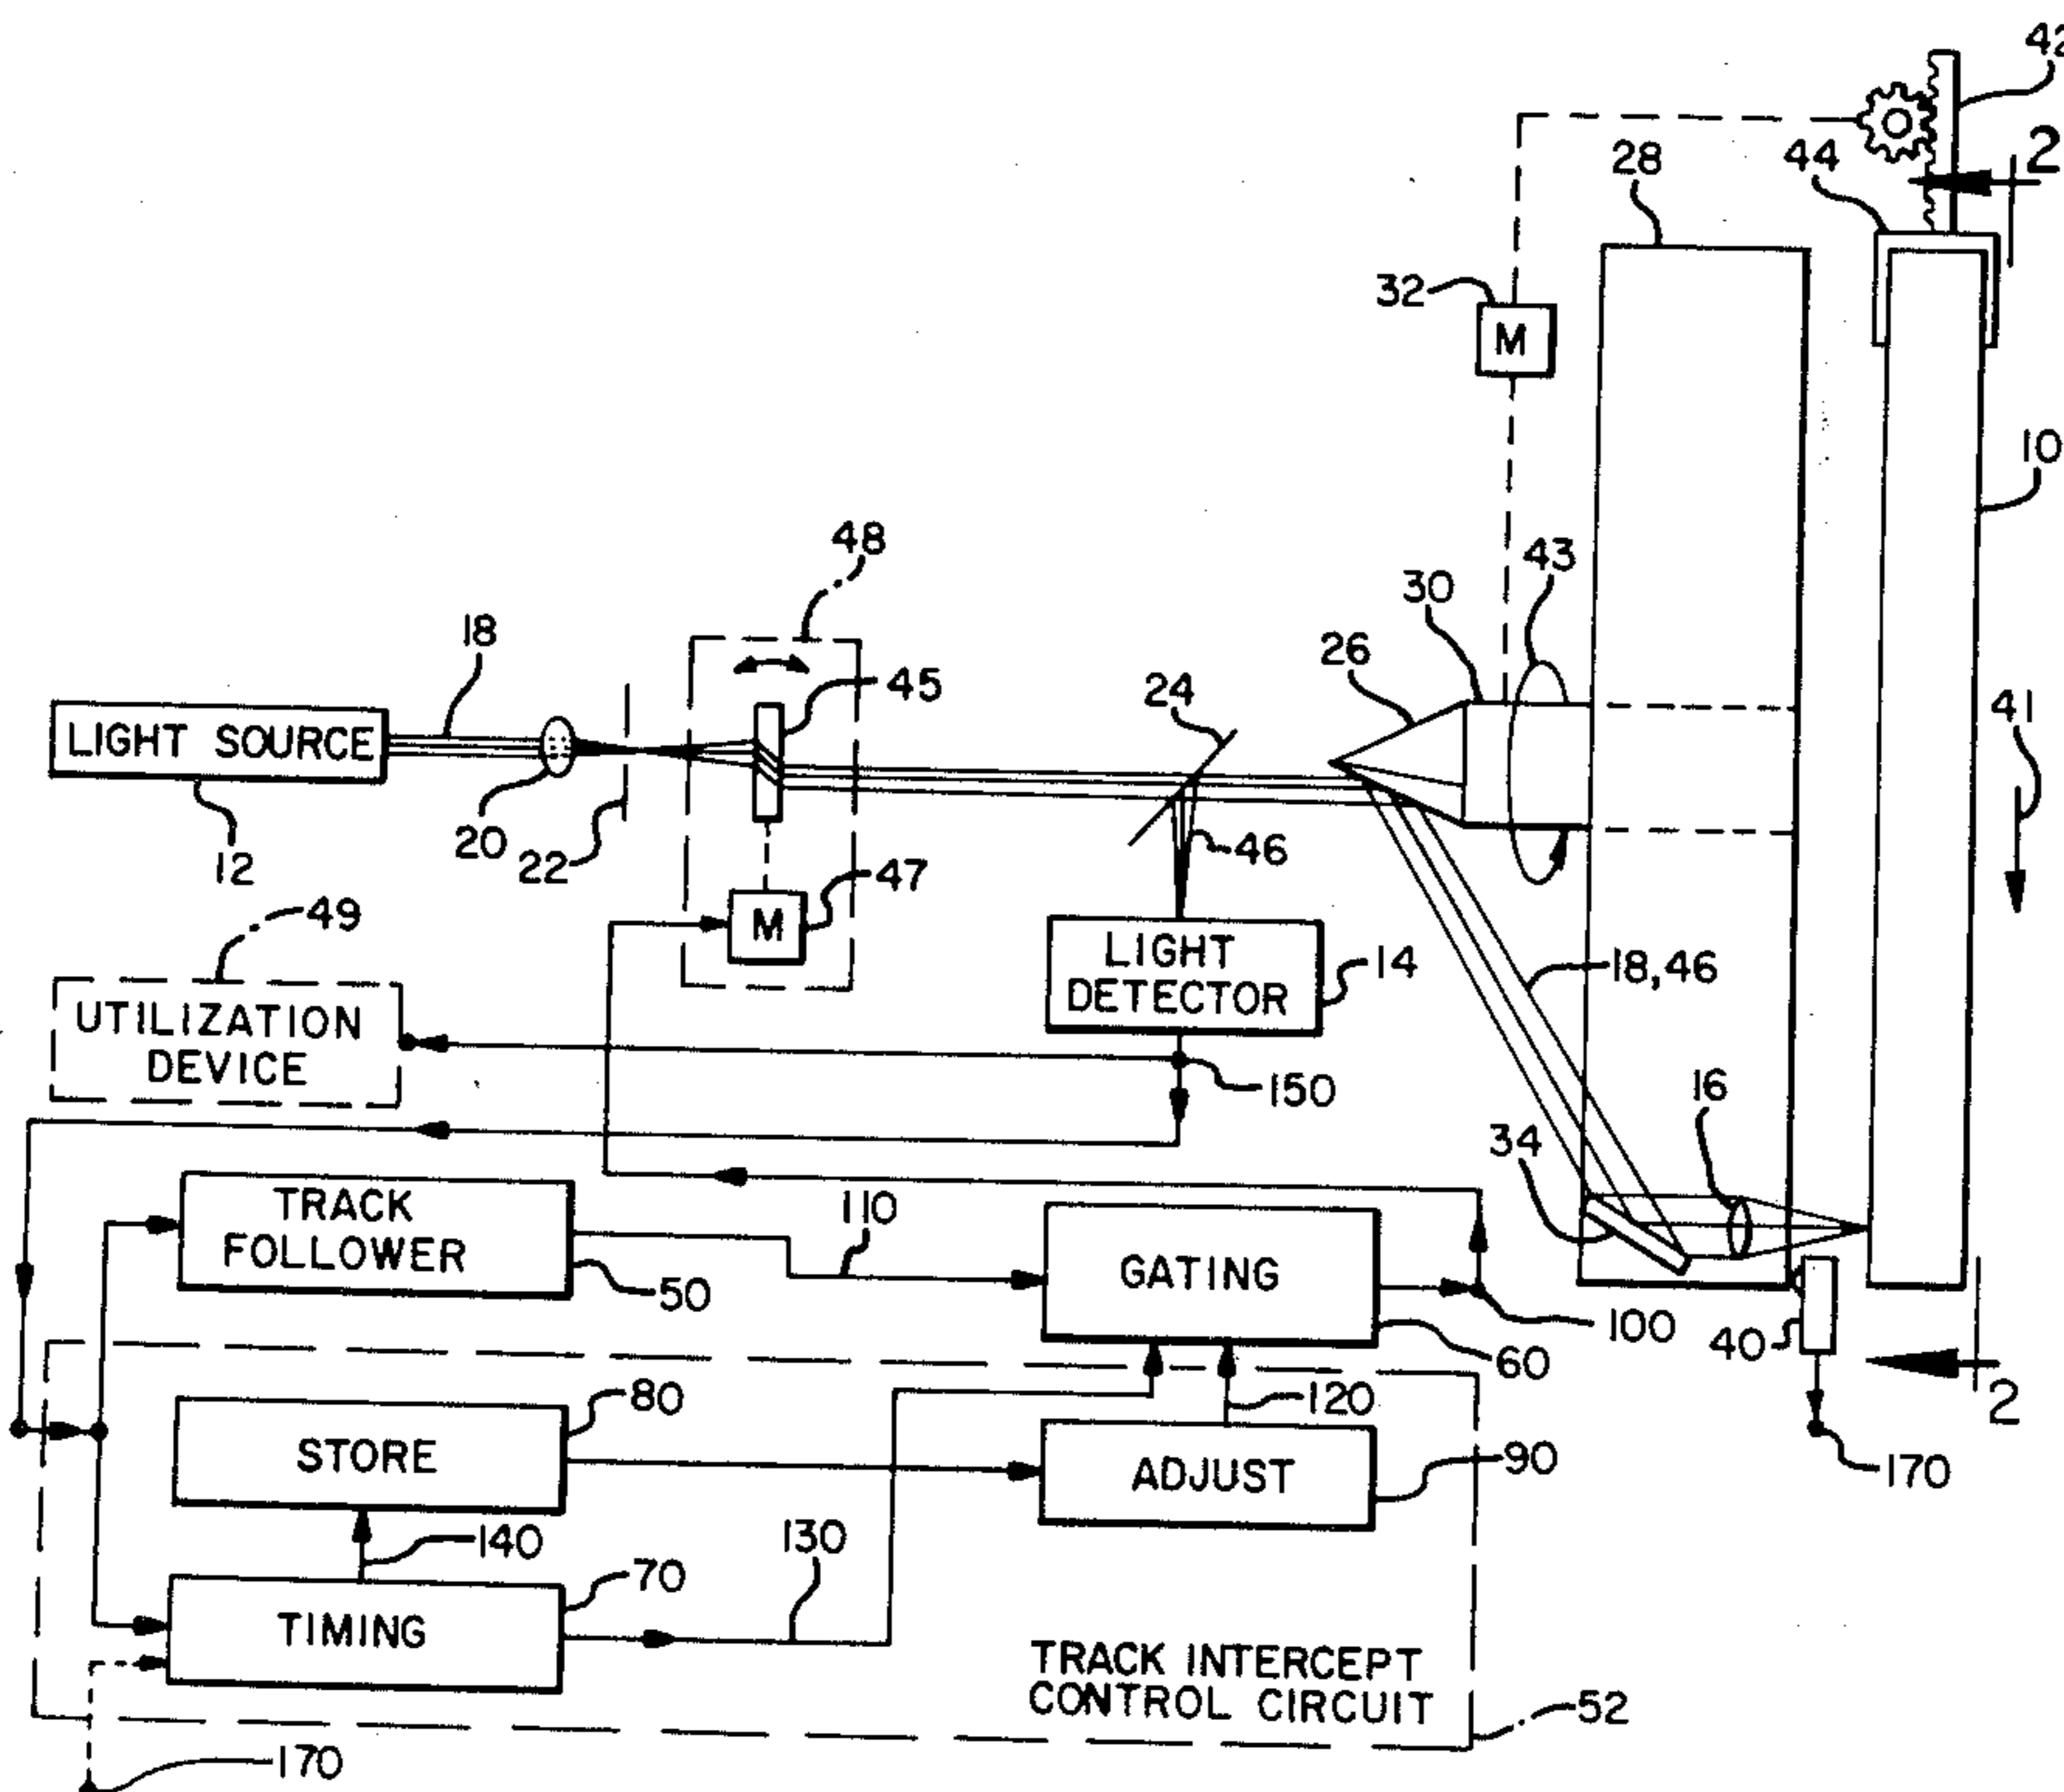 42
2
44
28
32
M
10
48
43
30
26
18
24
45
41
LIGHT SOURCE
20
22
12
46
47
M
49
LIGHT
DETECTOR
14
18,46
UTILIZATION
DEVICE
150
16
34
TRACK
FOLLOWER
110
50
GATING
100
40
60
2
80
120
STORE
ADJUST
90
170
140
130
70
TIMING
TRACK INTERCEPT
CONTROL CIRCUIT
52
170